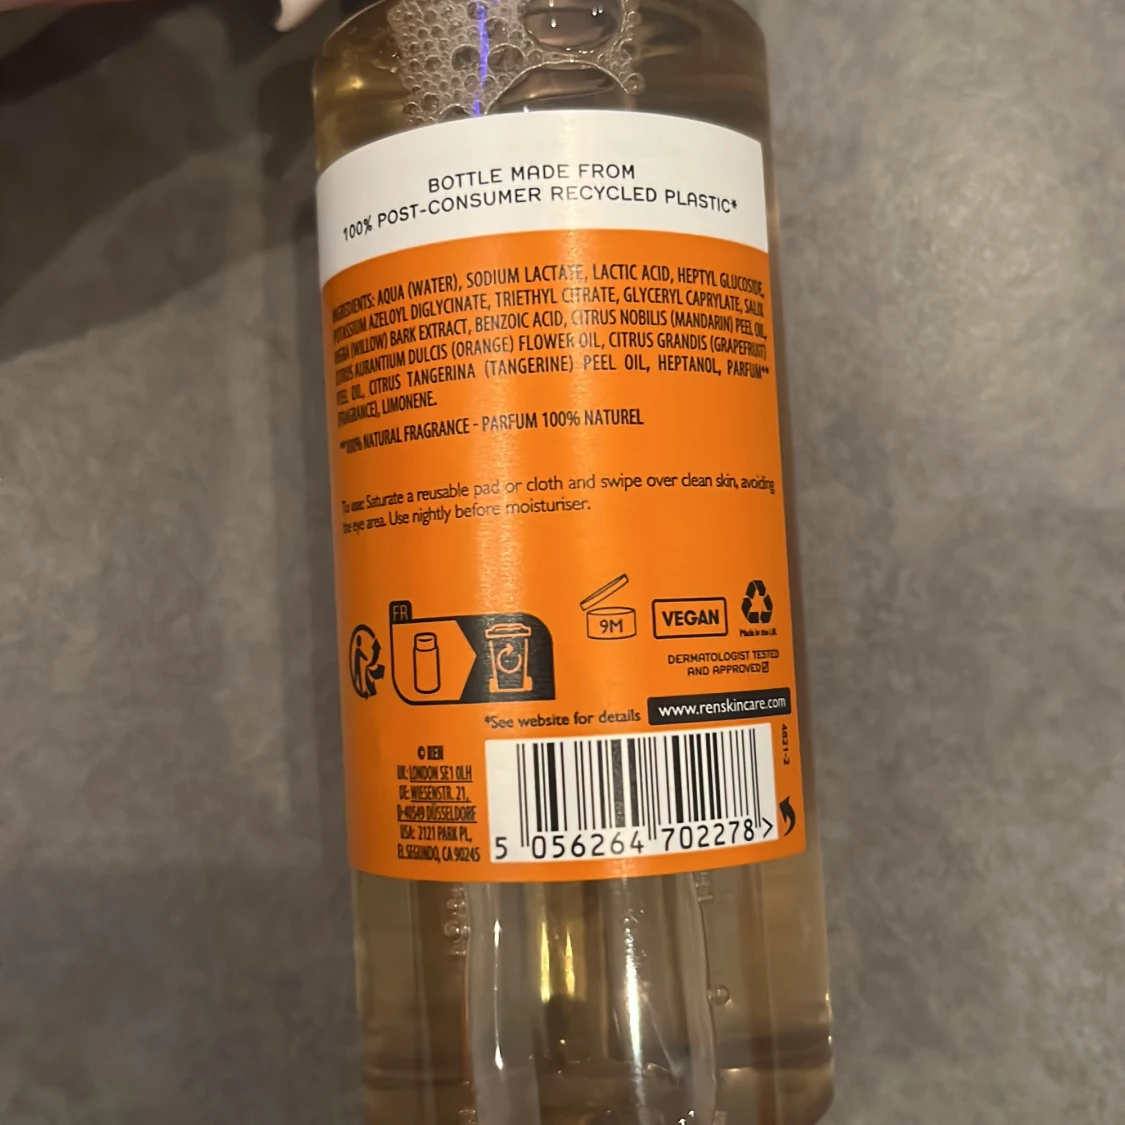 BOTTLE MADE FROM
100% POST-CONSUMER RECYCLED PLASTIC*
INGREDIENTS: AQUA (WATER), SODIUM LACTATE, LACTIC ACID, HEPTYL GLUCOSIDE,
POTASSIUM AZELOYL DIGLYCINATE, TRIETHYL CITRATE, GLYCERYL CAPRYLATE, SALIX
NIGRA (WILLOW) BARK EXTRACT, BENZOIC ACID, CITRUS NOBILIS (MANDARIN) PEEL OIL,
CITRUS AURANTIUM DULCIS (ORANGE) FLOWER OIL, CITRUS GRANDIS (GRAPEFRUIT)
PEEL OIL, CITRUS TANGERINA (TANGERINE) PEEL OIL, HEPTANOL, PARFUM**
(FRAGRANCE), LIMONENE.
**100% NATURAL FRAGRANCE - PARFUM 100% NATUREL
To use: Saturate a reusable pad or cloth and swipe over clean skin, avoiding
the eye area. Use nightly before moisturiser.
FR
9M
VEGAN
Made in the UK
DERMATOLOGIST TESTED
AND APPROVED
*See website for details
www.renskincare.com
4821-2
© REN
UK: LONDON SE1 0LH
DE: WIESENSTR. 21,
D-40549 DÜSSELDORF
USA: 2121 PARK PL,
EL SEGUNDO, CA 90245
5 056264 702278 >